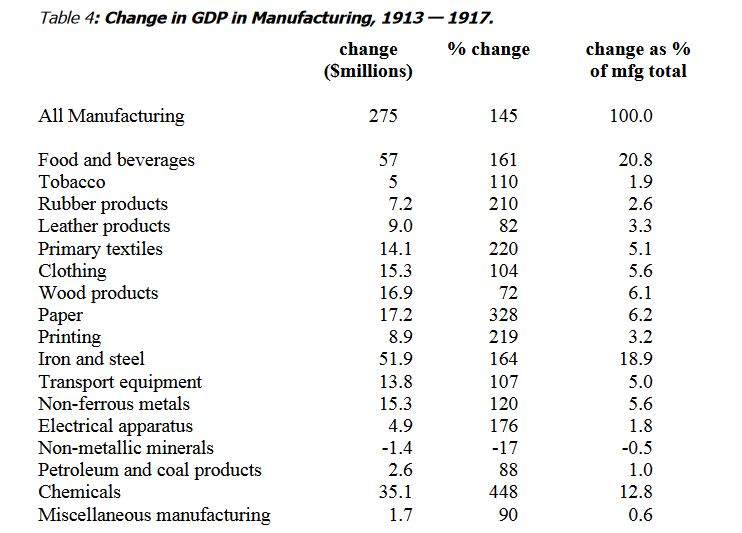 Table 4: Change in GDP in Manufacturing, 1913 — 1917.
change % change change as %
($millions) of mfg total
All Manufacturing 275 145 100.0
Food and beverages 57 161 20.8
Tobacco 5 110 1.9
Rubber products 7.2 210 2.6
Leather products 9.0 82 3.3
Primary textiles 14.1 220 5.1
Clothing 15.3 104 5.6
Wood products 16.9 72 6.1
Paper 17.2 328 6.2
Printing 8.9 219 3.2
Iron and steel 51.9 164 18.9
Transport equipment 13.8 107 5.0
Non-ferrous metals 15.3 120 5.6
Electrical apparatus 4.9 176 1.8
Non-metallic minerals -1.4 -17 -0.5
Petroleum and coal products 2.6 88 1.0
Chemicals 35.1 448 12.8
Miscellaneous manufacturing 1.7 90 0.6